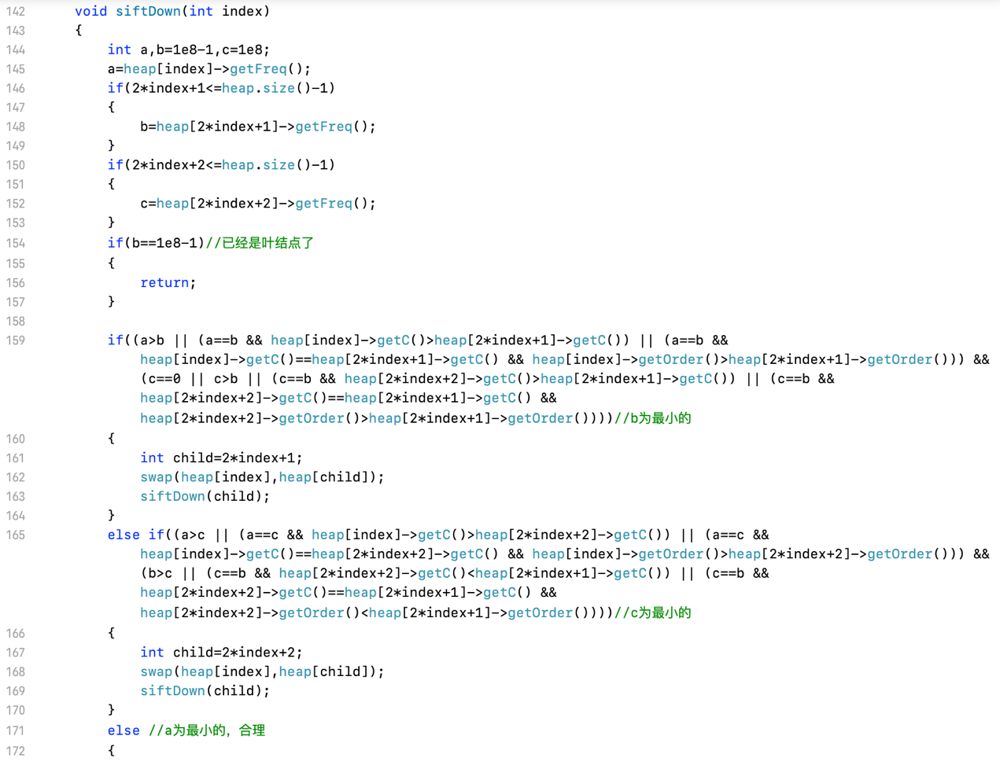 142 void siftDown(int index)
143 {
144 int a,b=1e8-1,c=1e8;
145 a=heap[index]->getFreq();
146 if(2*index+1<=heap.size()-1)
147 {
148 b=heap[2*index+1]->getFreq();
149 }
150 if(2*index+2<=heap.size()-1)
151 {
152 c=heap[2*index+2]->getFreq();
153 }
154 if(b==1e8-1)//已经是叶结点了
155 {
156 return;
157 }
158
159 if((a>b || (a==b && heap[index]->getC()>heap[2*index+1]->getC()) || (a==b &&
heap[index]->getC()==heap[2*index+1]->getC() && heap[index]->getOrder()>heap[2*index+1]->getOrder())) &&
(c==0 || c>b || (c==b && heap[2*index+2]->getC()>heap[2*index+1]->getC()) || (c==b &&
heap[2*index+2]->getC()==heap[2*index+1]->getC() &&
heap[2*index+2]->getOrder()>heap[2*index+1]->getOrder())))//b为最小的
160 {
161 int child=2*index+1;
162 swap(heap[index],heap[child]);
163 siftDown(child);
164 }
165 else if((a>c || (a==c && heap[index]->getC()>heap[2*index+2]->getC()) || (a==c &&
heap[index]->getC()==heap[2*index+2]->getC() && heap[index]->getOrder()>heap[2*index+2]->getOrder())) &&
(b>c || (c==b && heap[2*index+2]->getC()<heap[2*index+1]->getC()) || (c==b &&
heap[2*index+2]->getC()==heap[2*index+1]->getC() &&
heap[2*index+2]->getOrder()<heap[2*index+1]->getOrder())))//c为最小的
166 {
167 int child=2*index+2;
168 swap(heap[index],heap[child]);
169 siftDown(child);
170 }
171 else //a为最小的，合理
172 {